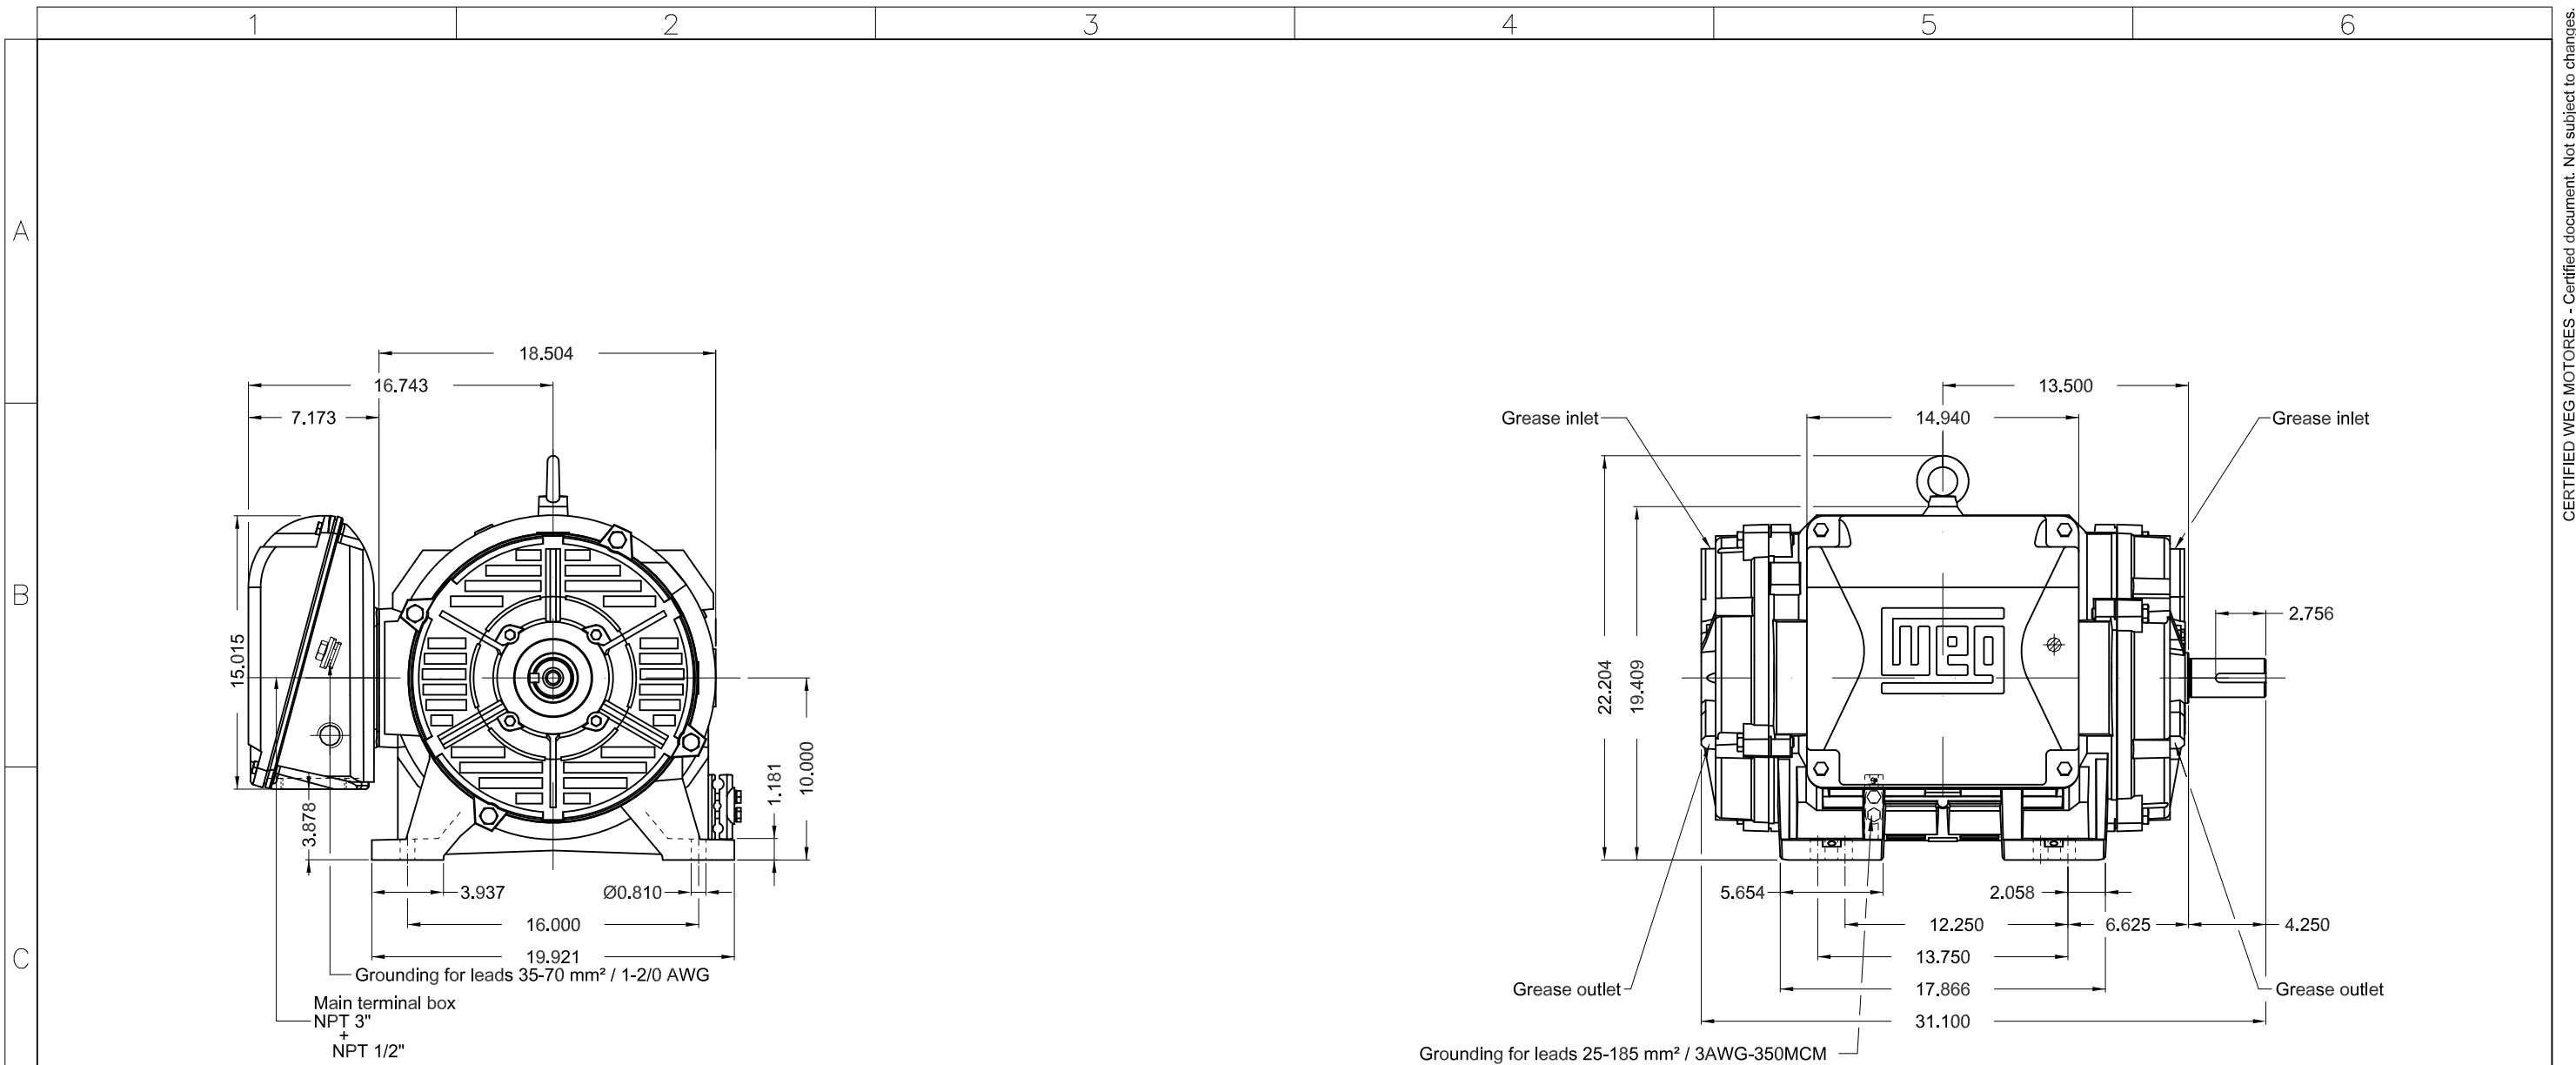 1 2 3 4 5 6
CERTIFIED WEG MOTORES - Certified document. Not subject to changes.
A
B
C
18.504
16.743
7.173
15.015
3.878
1.181
10.000
3.937
Ø0.810
16.000
19.921
Grounding for leads 35-70 mm² / 1-2/0 AWG
Main terminal box
NPT 3"
+
NPT 1/2"
13.500
Grease inlet
14.940
Grease inlet
2.756
22.204
19.409
WEG
5.654
2.058
12.250
6.625
4.250
13.750
Grease outlet
17.866
Grease outlet
31.100
Grounding for leads 25-185 mm² / 3AWG-350MCM